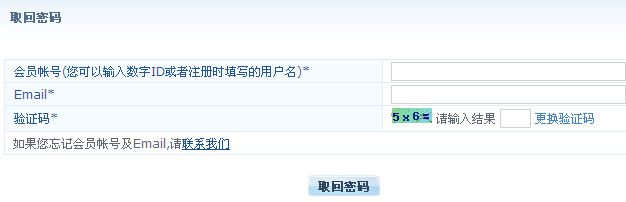 取回密码
会员帐号(您可以输入数字ID或者注册时填写的用户名)*
Email*
验证码* 5x6= 请输入结果 更换验证码
如果您忘记会员帐号及Email,请联系我们
取回密码